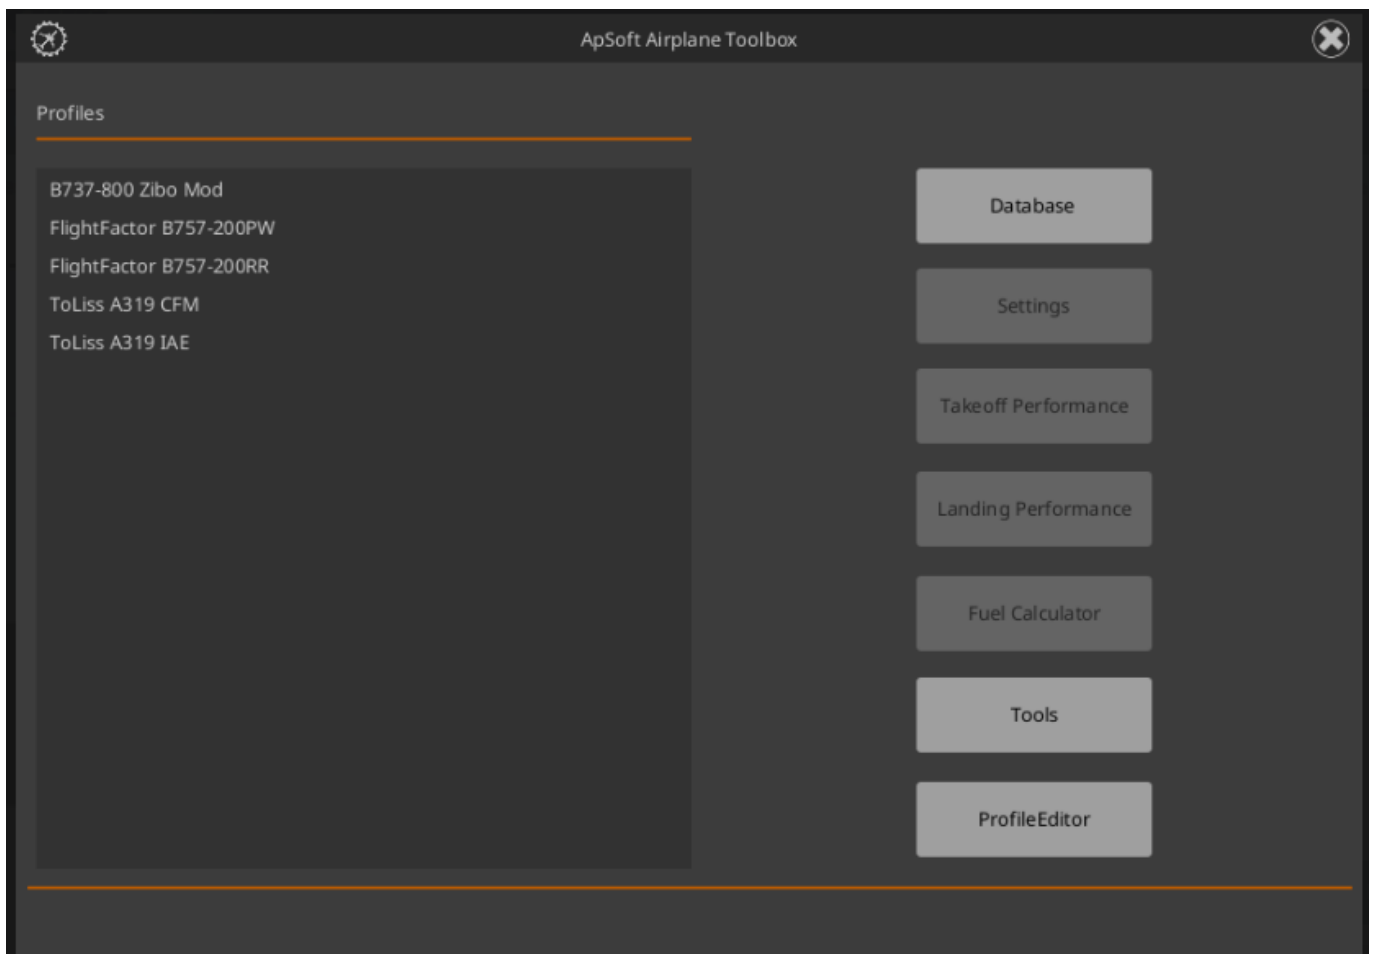 ApSoft Airplane Toolbox
Profiles
B737-800 Zibo Mod
FlightFactor B757-200PW
FlightFactor B757-200RR
ToLiss A319 CFM
ToLiss A319 IAE
Database
Settings
Takeoff Performance
Landing Performance
Fuel Calculator
Tools
ProfileEditor